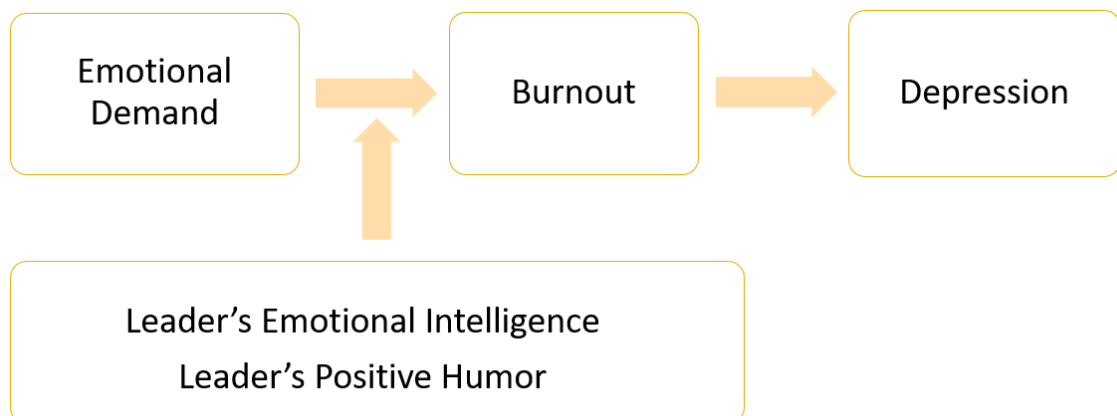 Emotional
Demand
Burnout
Depression
Leader’s Emotional Intelligence
Leader’s Positive Humor